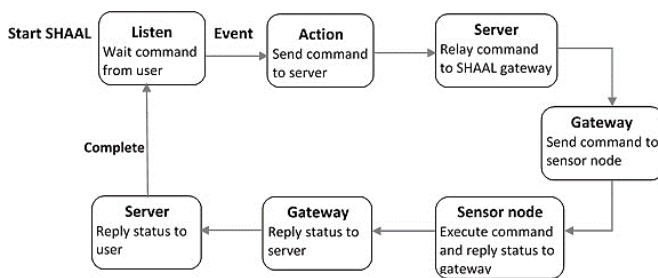 Start SHAAL
Listen
Wait command
from user
Event
Action
Send command
to server
Server
Relay command
to SHAAL gateway
Gateway
Send command to
sensor node
Sensor node
Execute command
and reply status to
gateway
Gateway
Reply status to
server
Server
Reply status to
user
Complete